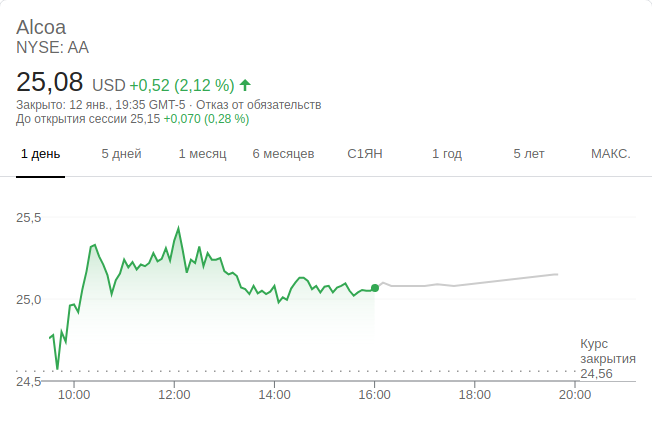 Alcoa
NYSE: AA
25,08 USD +0,52 (2,12 %)
Закрыто: 12 янв., 19:35 GMT-5 · Отказ от обязательств
До открытия сессии 25,15 +0,070 (0,28 %)
1 день 5 дней 1 месяц 6 месяцев С1ЯН 1 год 5 лет МАКС.
25,5
25,0
Курс
закрытия
24,56
24,5
10:00 12:00 14:00 16:00 18:00 20:00